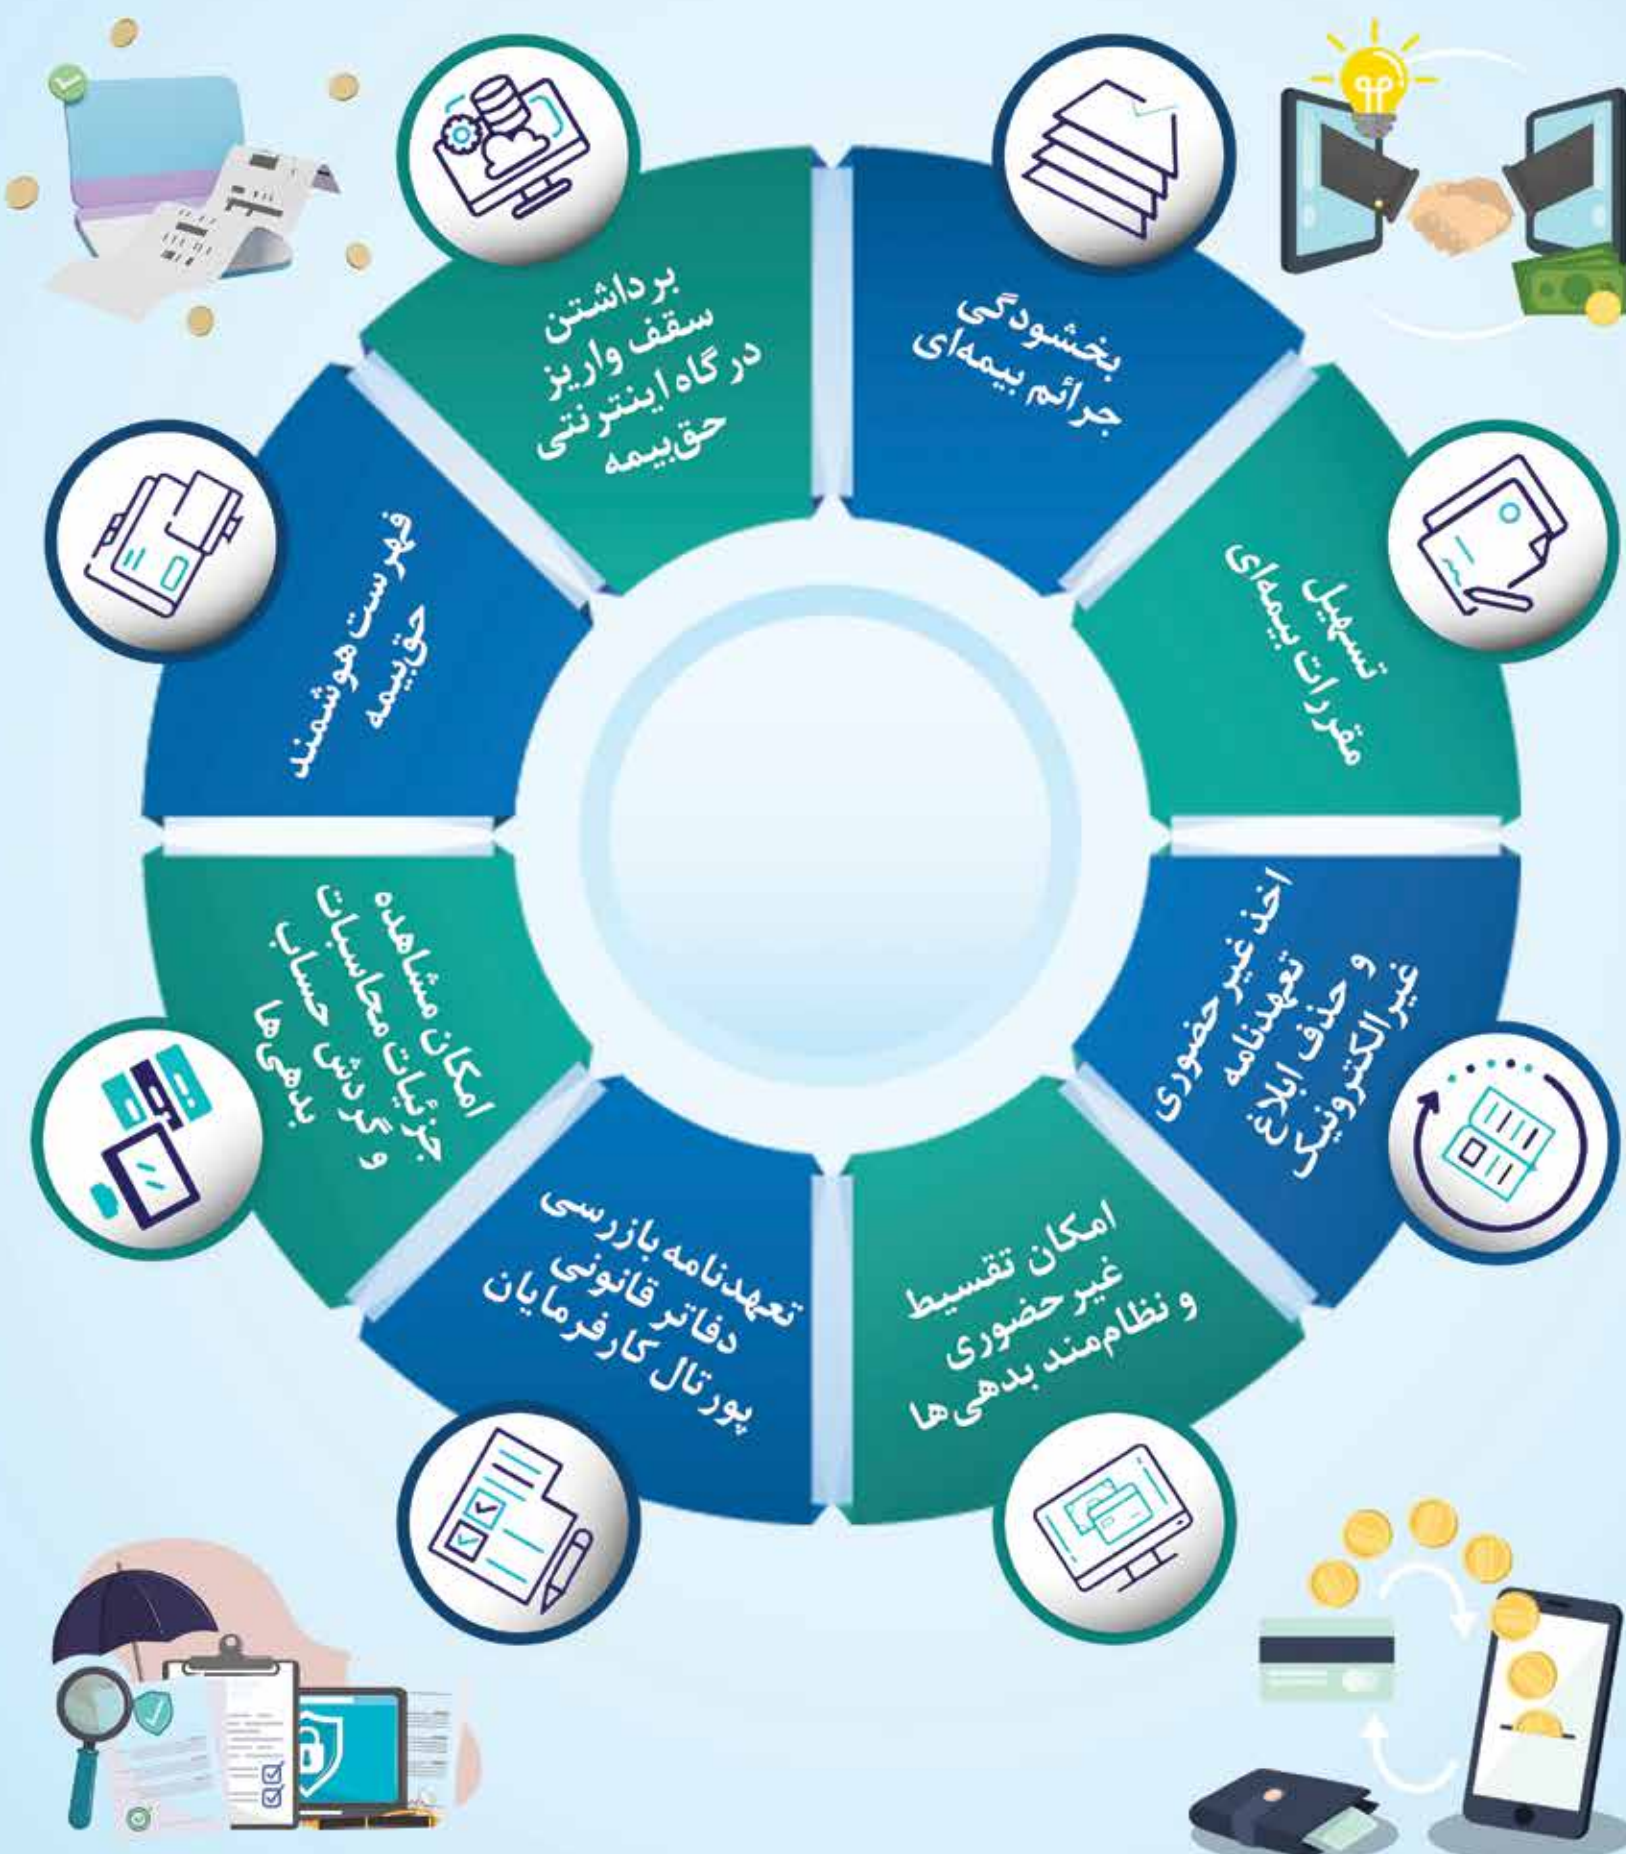 بخشودگی
جرائم بیمه‌ای
تسهیل
مقررات بیمه‌ای
اخذ غیرحضوری
تعهدنامه
و حذف ابلاغ
غیرالکترونیک
امکان تقسیط
غیرحضوری
و نظام‌مند بدهی‌ها
تعهدنامه بازرسی
دفاتر قانونی
پورتال کارفرمایان
امکان مشاهده
جزئیات محاسبات
و گردش حساب
بدهی‌ها
فهرست هوشمند
حق‌بیمه
برداشتن
سقف واریز
درگاه اینترنتی
حق‌بیمه